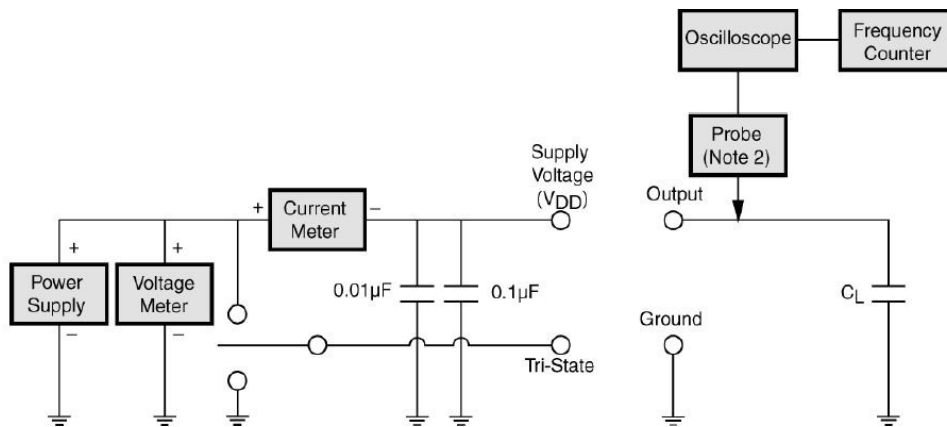 Oscilloscope
Frequency
Counter
Probe
(Note 2)
Supply
Voltage
(VDD)
Output
+
Current
Meter
–
+
Power
Supply
–
+
Voltage
Meter
–
0.01µF
0.1µF
CL
Ground
Tri-State